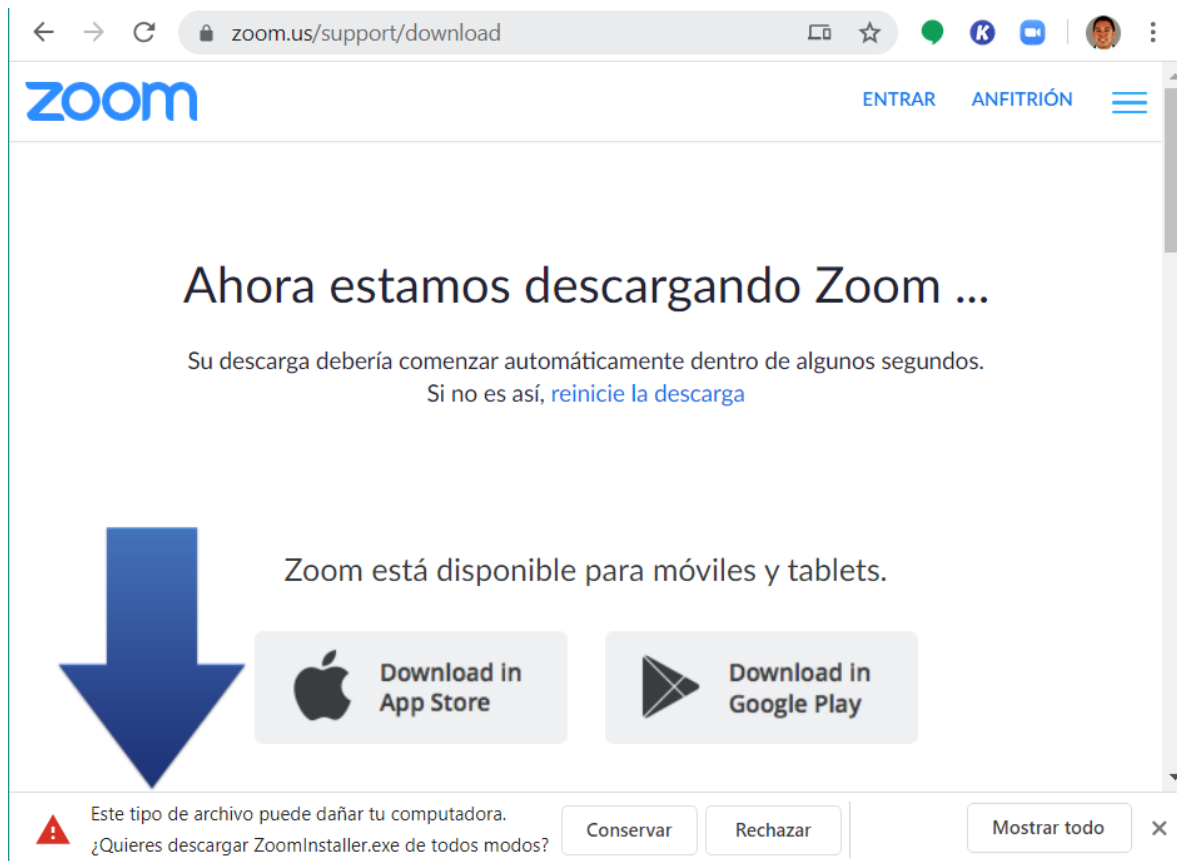 zoom.us/support/download
K
zoom
ENTRAR ANFITRIÓN
Ahora estamos descargando Zoom ...
Su descarga debería comenzar automáticamente dentro de algunos segundos.
Si no es así, reinicie la descarga
Zoom está disponible para móviles y tablets.
Download in
App Store
Download in
Google Play
Este tipo de archivo puede dañar tu computadora.
¿Quieres descargar ZoomInstaller.exe de todos modos?
Conservar Rechazar Mostrar todo